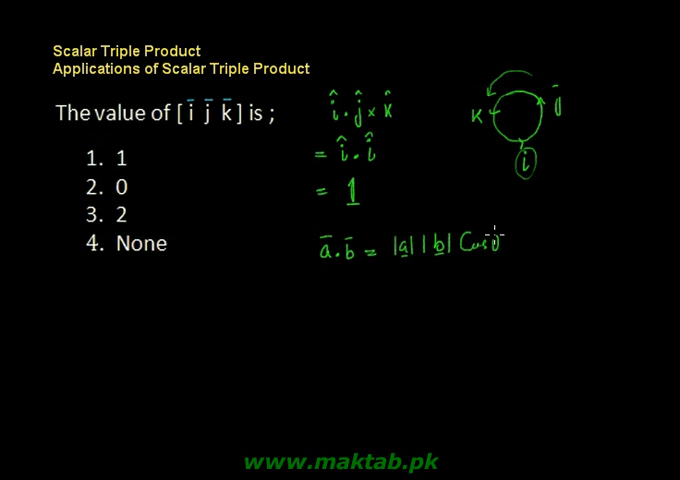 Scalar Triple Product
Applications of Scalar Triple Product
The value of [ i̅ j̅ k̅ ] is ;
1. 1
2. 0
3. 2
4. None
î . ĵ × k̂
= î . î
= 1
a̅ . b̅ = |a| |b| Cos
K
j̅
i
www.maktab.pk